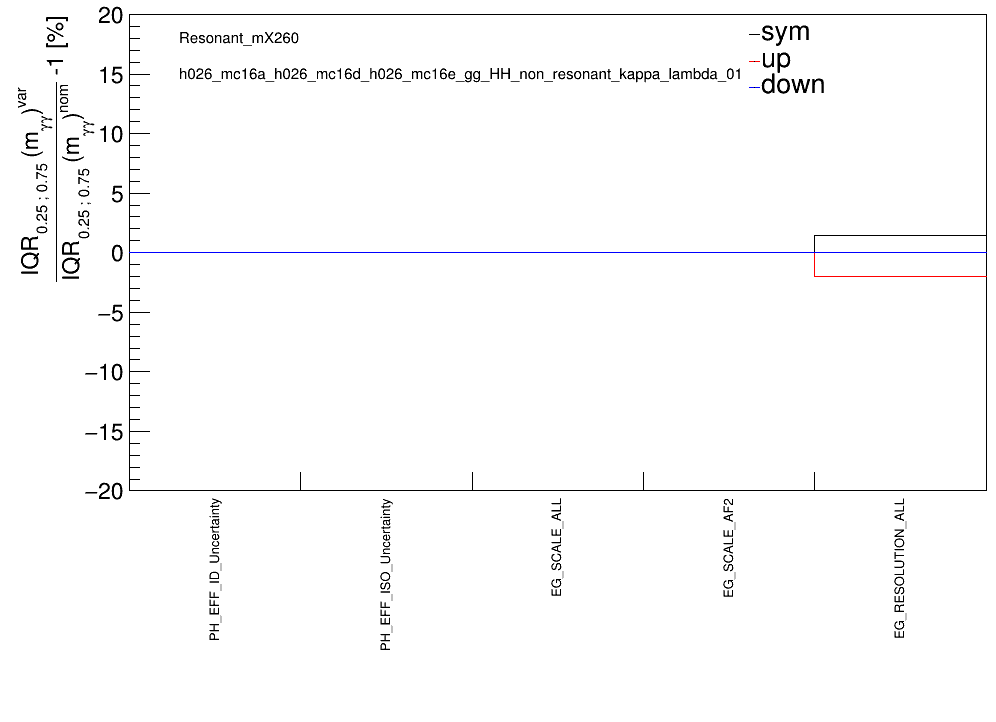 Resonant_mX260
h026_mc16a_h026_mc16d_h026_mc16e_gg_HH_non_resonant_kappa_lambda_01
−sym
−up
−down
IQR0.25 ; 0.75 (mγγ)var
IQR0.25 ; 0.75 (mγγ)nom -1 [%]
20
15
10
5
0
−5
−10
−15
−20
PH_EFF_ID_Uncertainty
PH_EFF_ISO_Uncertainty
EG_SCALE_ALL
EG_SCALE_AF2
EG_RESOLUTION_ALL